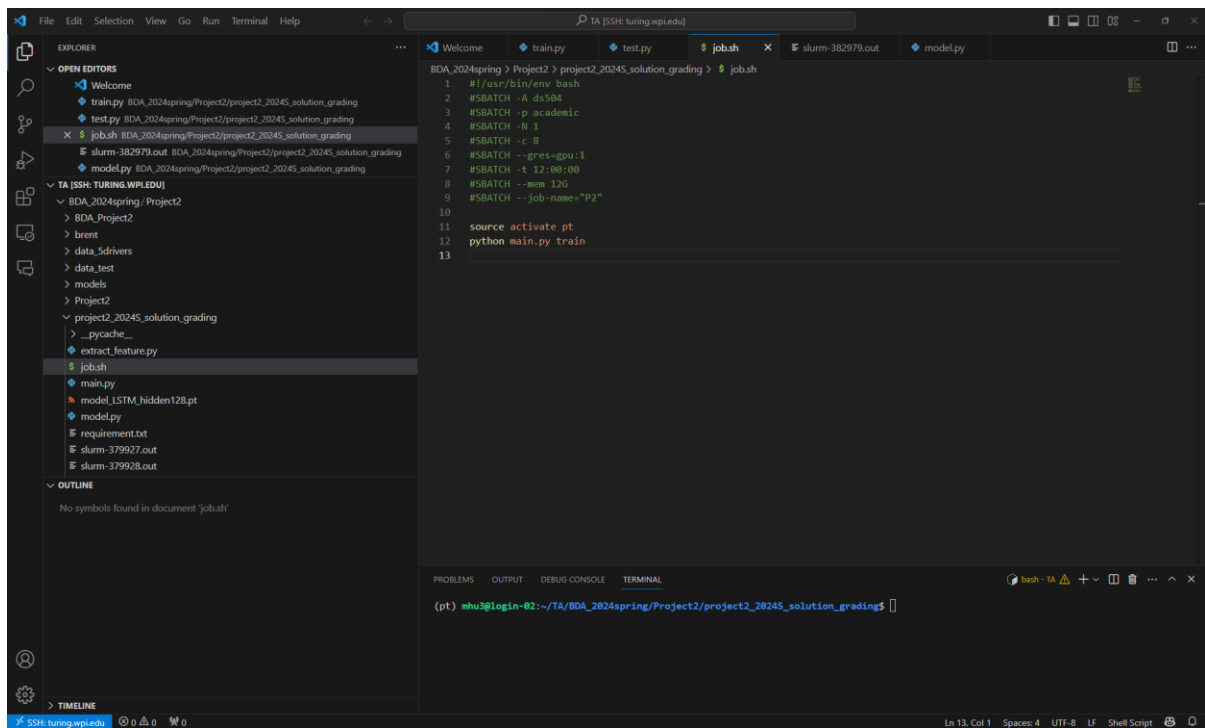 File Edit Selection View Go Run Terminal Help
TA [SSH: turing.wpi.edu]
EXPLORER
OPEN EDITORS
Welcome
train.py BDA_2024spring/Project2/project2_2024S_solution_grading
test.py BDA_2024spring/Project2/project2_2024S_solution_grading
job.sh BDA_2024spring/Project2/project2_2024S_solution_grading
slurm-382979.out BDA_2024spring/Project2/project2_2024S_solution_grading
model.py BDA_2024spring/Project2/project2_2024S_solution_grading
TA [SSH: TURING.WPI.EDU]
BDA_2024spring / Project2
BDA_Project2
brent
data_5drivers
data_test
models
Project2
project2_2024S_solution_grading
__pycache__
extract_feature.py
job.sh
main.py
model_LSTM_hidden128.pt
model.py
requirement.txt
slurm-379927.out
slurm-379928.out
OUTLINE
No symbols found in document 'job.sh'
TIMELINE
Welcome train.py test.py $ job.sh slurm-382979.out model.py
BDA_2024spring > Project2 > project2_2024S_solution_grading > $ job.sh
1 #!/usr/bin/env bash
2 #SBATCH -A ds504
3 #SBATCH -p academic
4 #SBATCH -N 1
5 #SBATCH -c 8
6 #SBATCH --gres=gpu:1
7 #SBATCH -t 12:00:00
8 #SBATCH --mem 12G
9 #SBATCH --job-name="P2"
10
11 source activate pt
12 python main.py train
13
PROBLEMS OUTPUT DEBUG CONSOLE TERMINAL
bash - TA
(pt) mhu3@login-02:~/TA/BDA_2024spring/Project2/project2_2024S_solution_grading$
SSH: turing.wpi.edu 0 0 0
Ln 13, Col 1 Spaces: 4 UTF-8 LF Shell Script